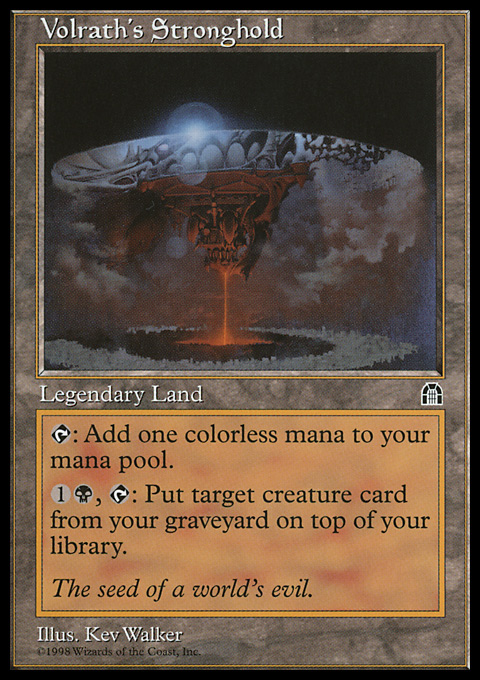 Volrath's Stronghold
Legendary Land
: Add one colorless mana to your
mana pool.
1 , : Put target creature card
from your graveyard on top of your
library.
The seed of a world's evil.
Illus. Kev Walker
©1998 Wizards of the Coast, Inc.